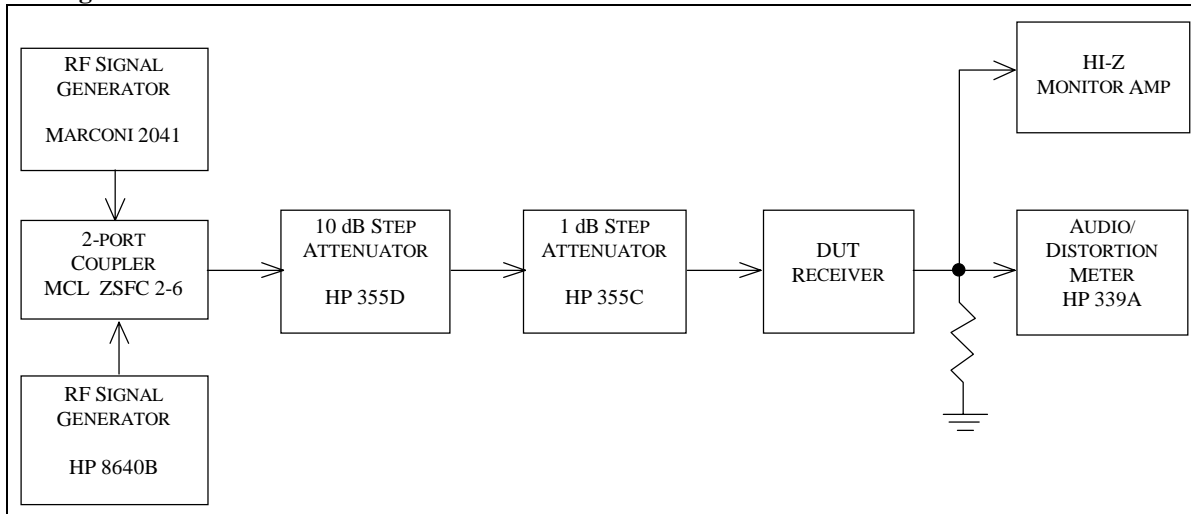 RF SIGNAL
GENERATOR
MARCONI 2041
2-PORT
COUPLER
MCL ZSFC 2-6
RF SIGNAL
GENERATOR
HP 8640B
10 dB STEP
ATTENUATOR
HP 355D
1 dB STEP
ATTENUATOR
HP 355C
DUT
RECEIVER
HI-Z
MONITOR AMP
AUDIO/
DISTORTION
METER
HP 339A